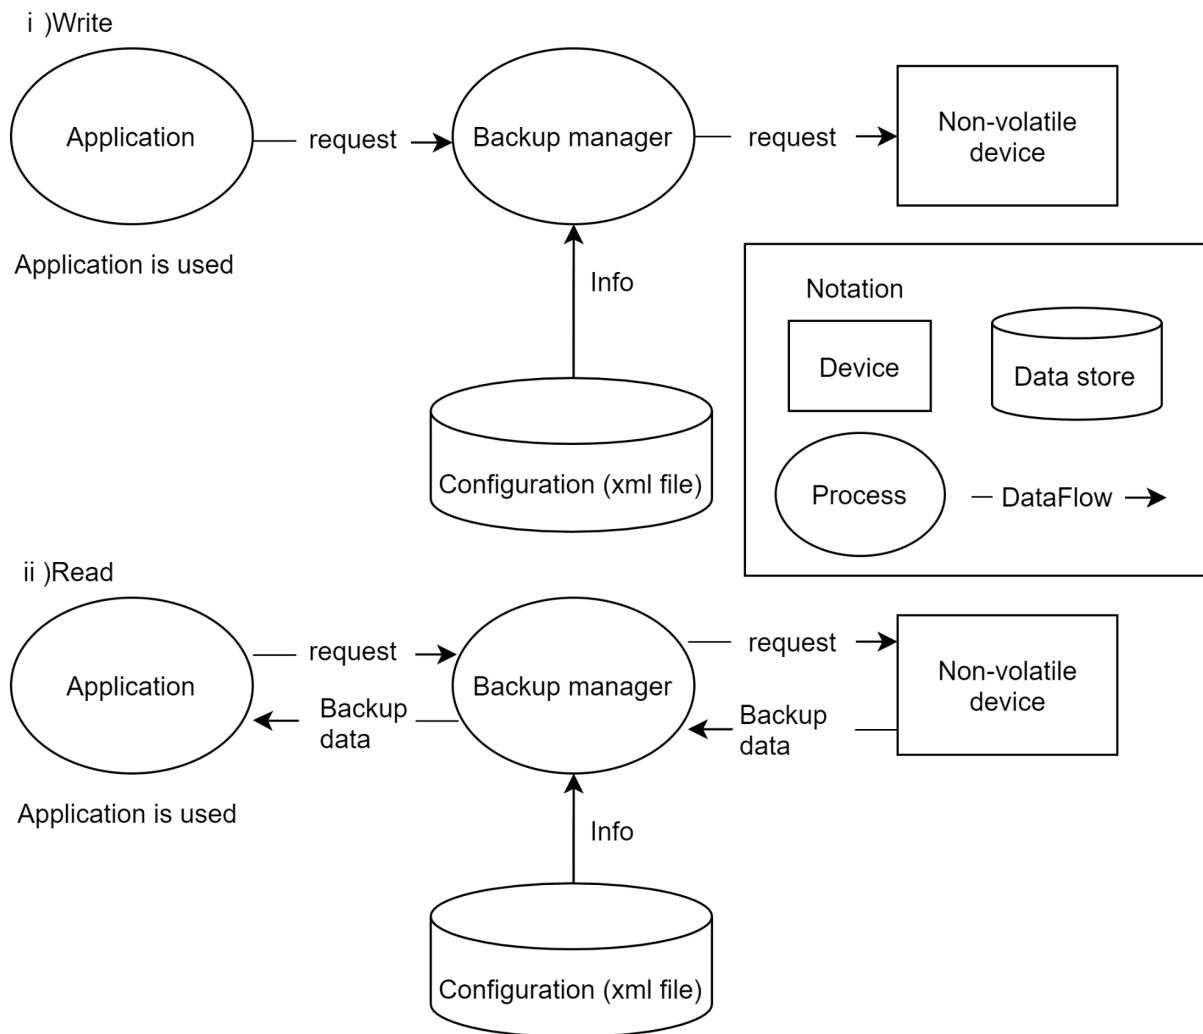 i )Write
Application
request
Backup manager
request
Non-volatile
device
Application is used
Info
Configuration (xml file)
Notation
Device
Data store
Process
DataFlow
ii )Read
Application
request
Backup
data
Backup manager
request
Backup
data
Non-volatile
device
Application is used
Info
Configuration (xml file)